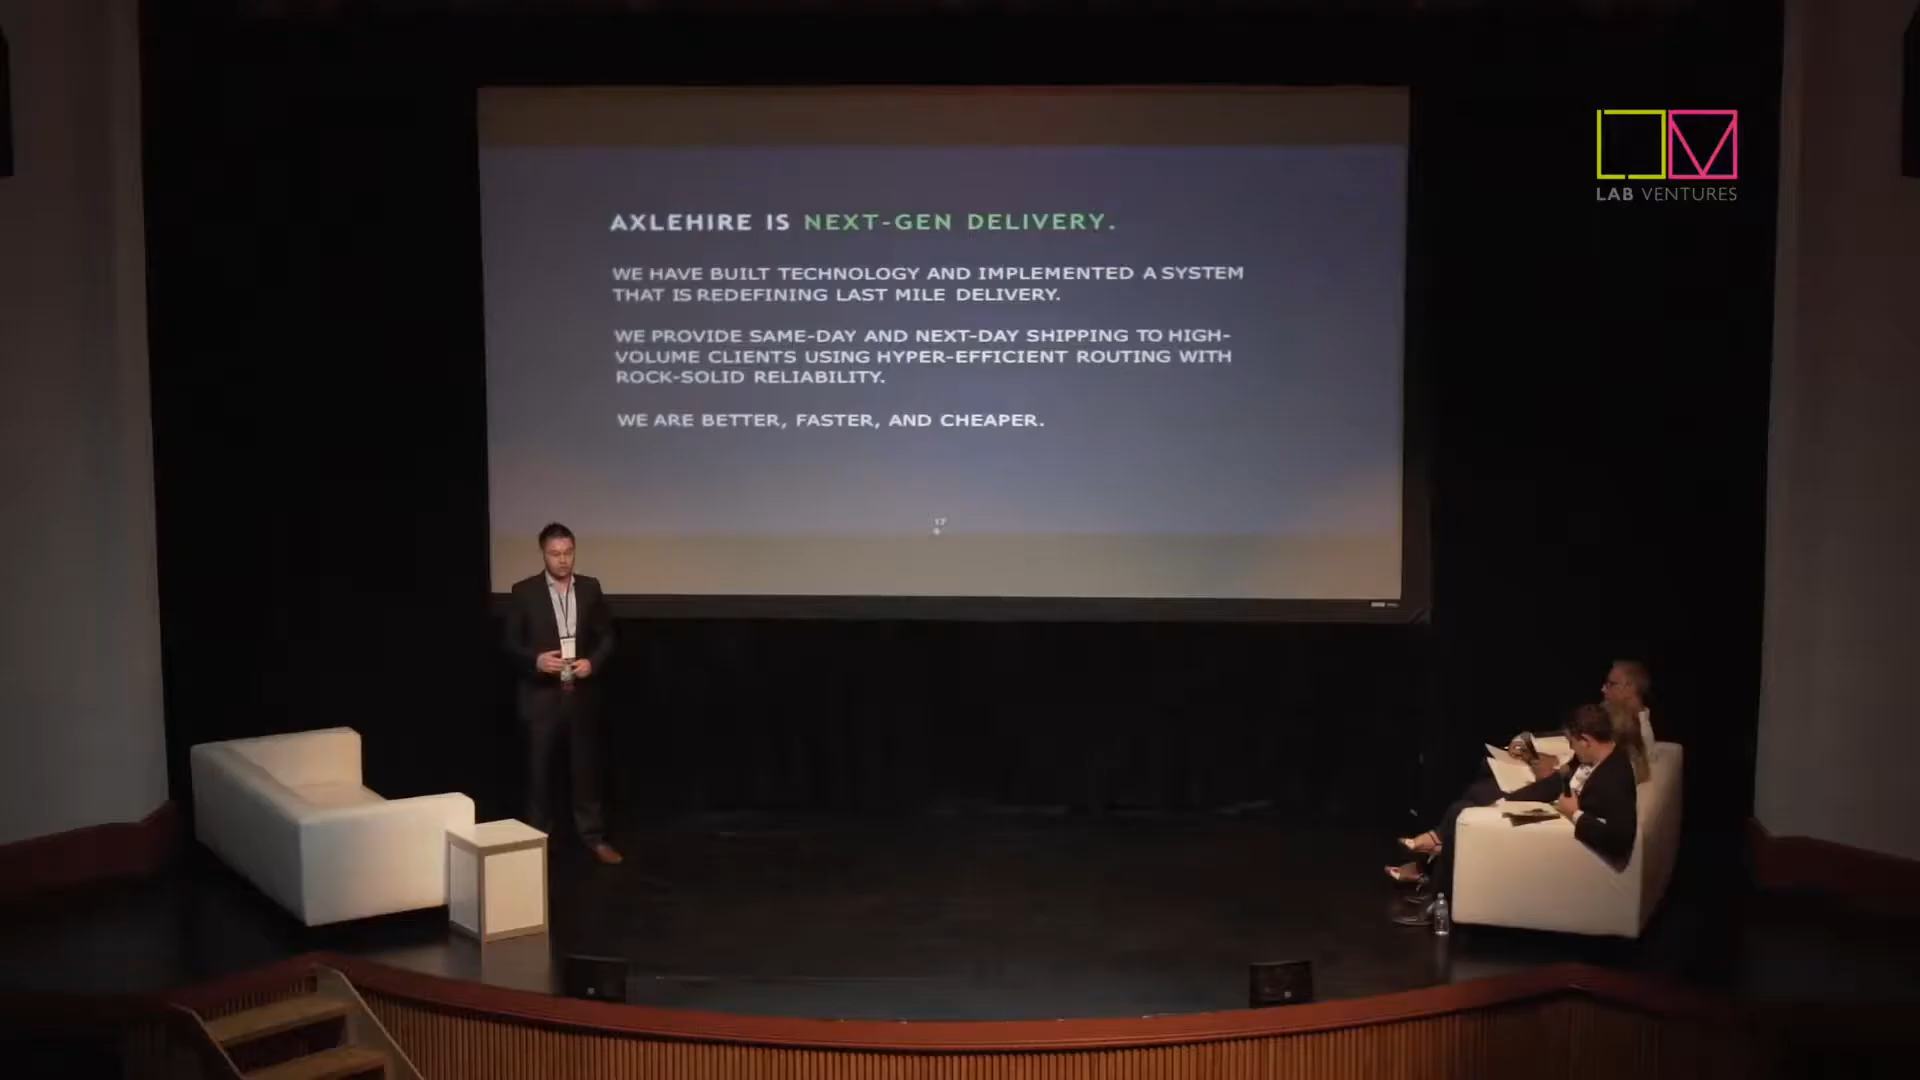 LAB VENTURES
AXLEHIRE IS NEXT-GEN DELIVERY.
WE HAVE BUILT TECHNOLOGY AND IMPLEMENTED A SYSTEM
THAT IS REDEFINING LAST MILE DELIVERY.
WE PROVIDE SAME-DAY AND NEXT-DAY SHIPPING TO HIGH-
VOLUME CLIENTS USING HYPER-EFFICIENT ROUTING WITH
ROCK-SOLID RELIABILITY.
WE ARE BETTER, FASTER, AND CHEAPER.